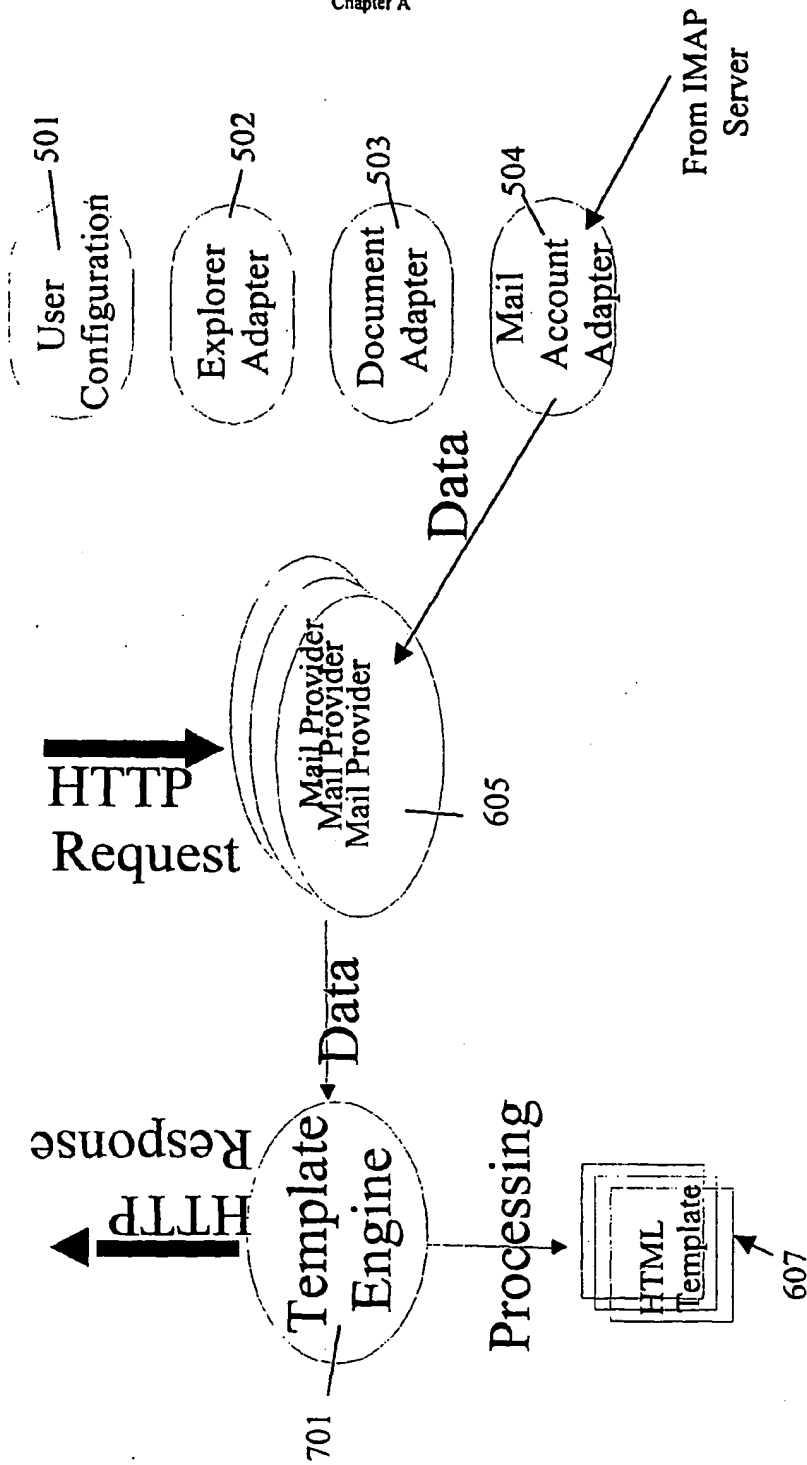 Chapter A
501
User
Configuration
502
Explorer
Adapter
503
Document
Adapter
504
Mail
Account
Adapter
From IMAP
Server
Data
HTTP
Request
Mail Provider
Mail Provider
Mail Provider
605
Data
HTTP
Response
Template
Engine
701
Processing
HTML
Template
607